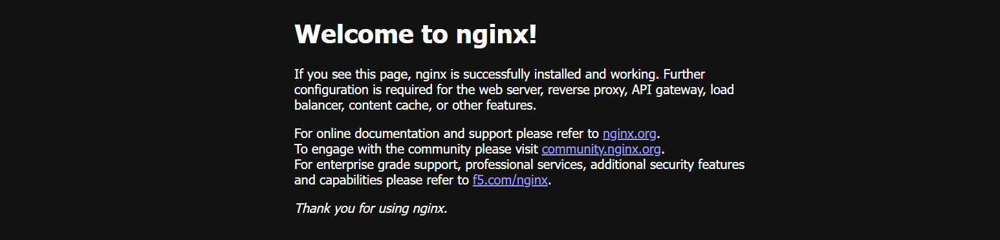 Welcome to nginx!
If you see this page, nginx is successfully installed and working. Further
configuration is required for the web server, reverse proxy, API gateway, load
balancer, content cache, or other features.
For online documentation and support please refer to nginx.org.
To engage with the community please visit community.nginx.org.
For enterprise grade support, professional services, additional security features
and capabilities please refer to f5.com/nginx.
Thank you for using nginx.